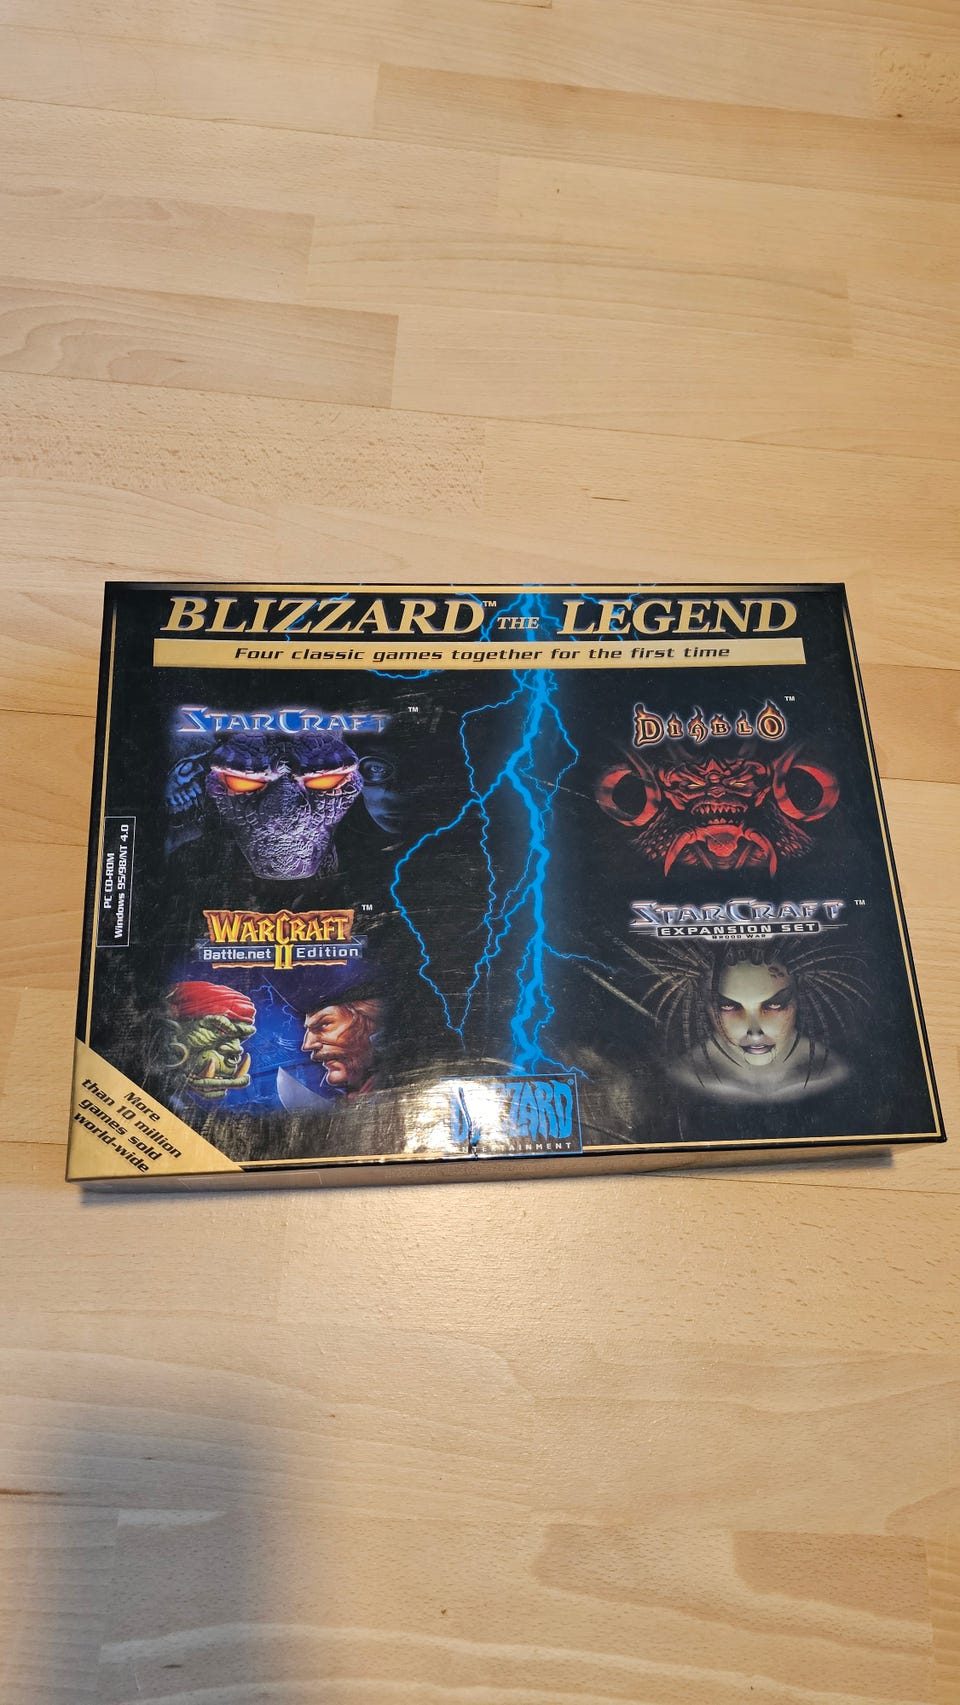 BLIZZARD™ THE LEGEND
Four classic games together for the first time
STARCRAFT™
DIABLO™
PC CD-ROM
Windows 95/98/NT 4.0
WARCRAFT™
II
Battle.net Edition
STARCRAFT™
EXPANSION SET
BROOD WAR
More
than 10 million
games sold
world-wide
BLIZZARD®
ENTERTAINMENT